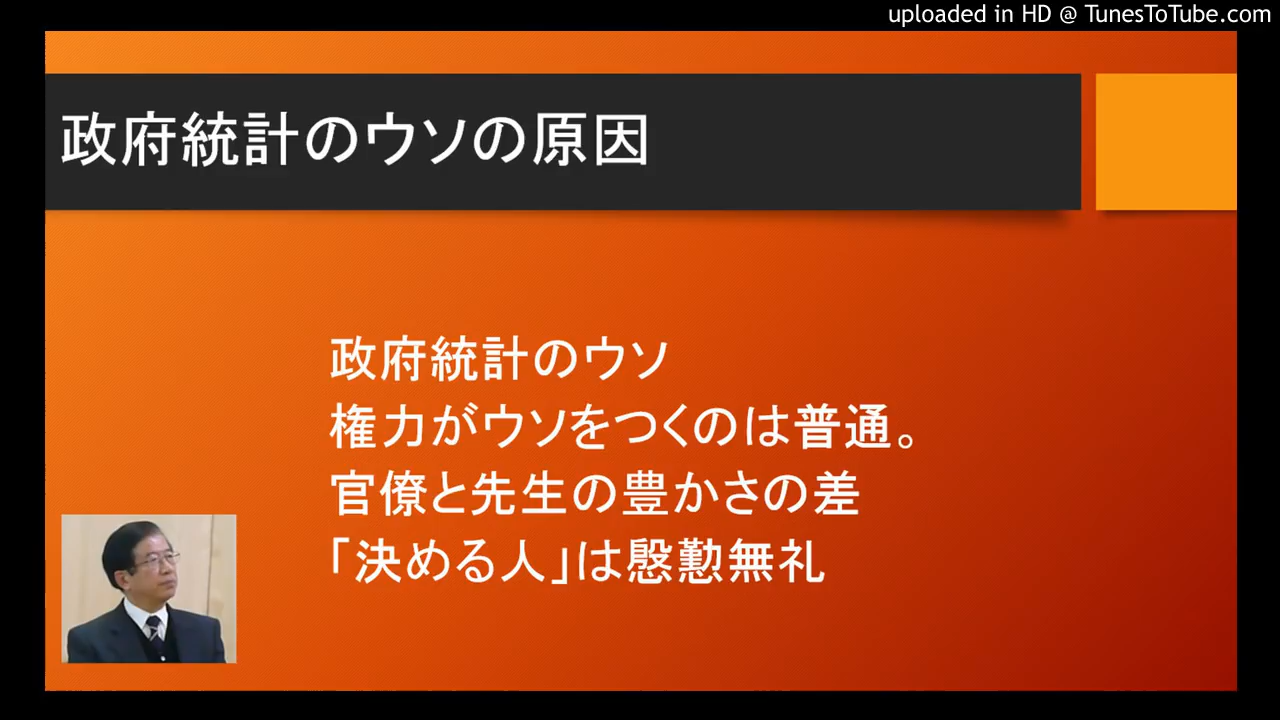 uploaded in HD @ TunesToTube.com
政府統計のウソの原因
政府統計のウソ
権力がウソをつくのは普通。
官僚と先生の豊かさの差
「決める人」は慇懃無礼